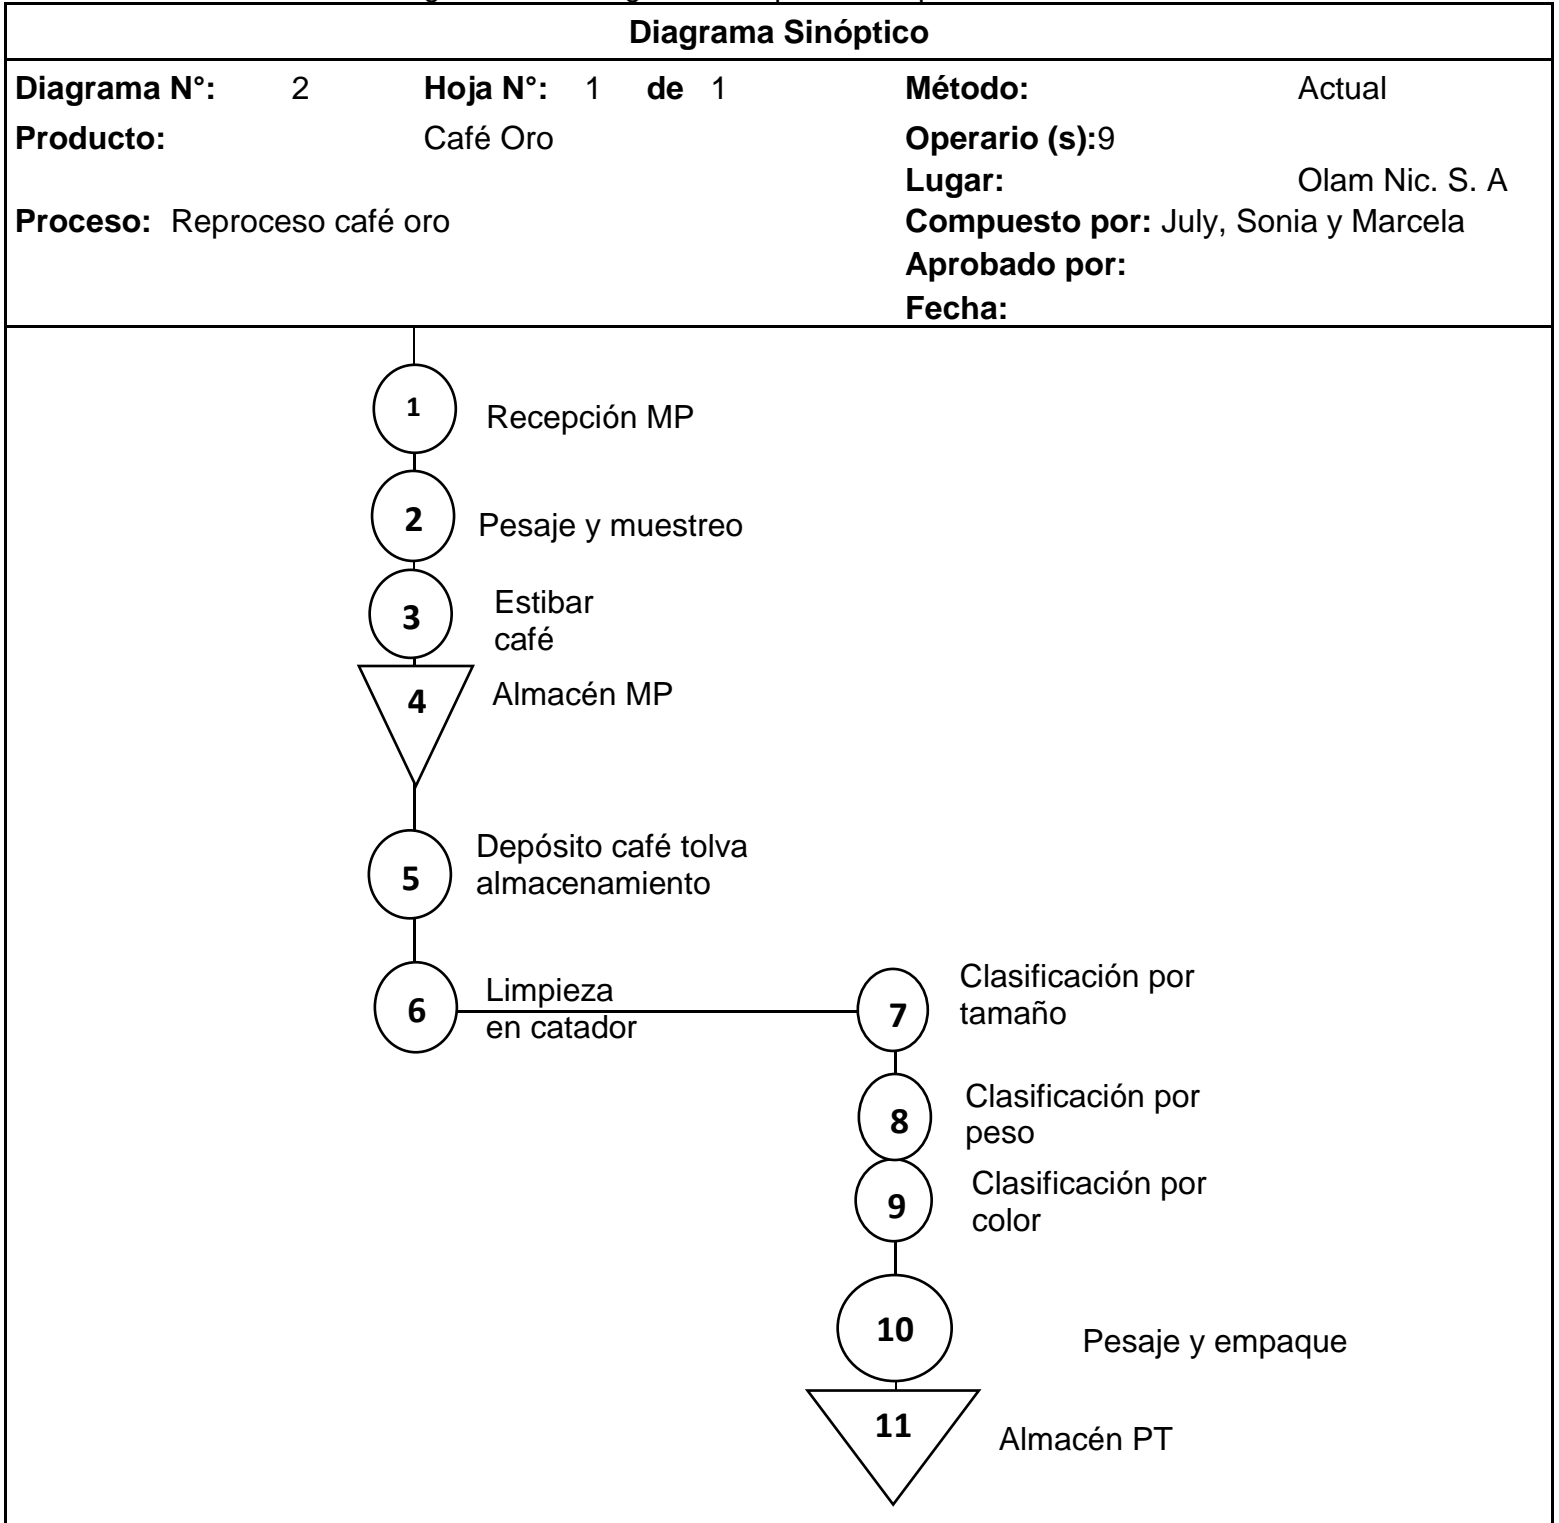 Diagrama Sinóptico
Diagrama N°: 2 Hoja N°: 1 de 1 Método: Actual
Producto: Café Oro Operario (s):9
Lugar: Olam Nic. S. A
Proceso: Reproceso café oro Compuesto por: July, Sonia y Marcela
Aprobado por:
Fecha:
1 Recepción MP
2 Pesaje y muestreo
3 Estibar
café
4 Almacén MP
5 Depósito café tolva
almacenamiento
6 Limpieza
en catador
7 Clasificación por
tamaño
8 Clasificación por
peso
9 Clasificación por
color
10 Pesaje y empaque
11 Almacén PT